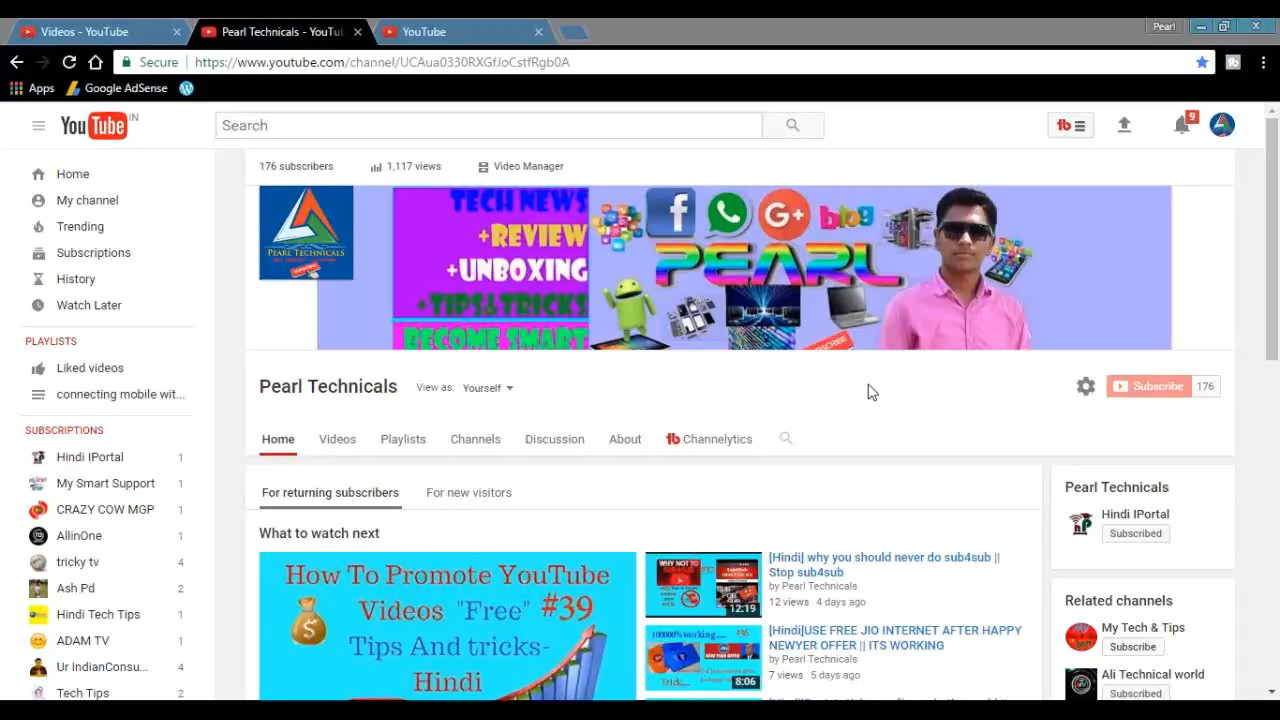 Videos - YouTube
Pearl Technicals - YouTu
YouTube
Pearl
Secure
https://www.youtube.com/channel/UCAua0330RXGfJoCstfRgb0A
Apps
Google AdSense
YouTube IN
Search
9
176 subscribers
1,117 views
Video Manager
Home
My channel
Trending
Subscriptions
History
Watch Later
PLAYLISTS
Liked videos
connecting mobile wit...
SUBSCRIPTIONS
Hindi IPortal 1
My Smart Support 1
CRAZY COW MGP 1
AllinOne 1
tricky tv 4
Ash Pd 2
Hindi Tech Tips 1
ADAM TV 1
Ur IndianConsu... 4
Tech Tips 2
PEARL TECHNICALS
TECH NEWS
+REVIEW
+UNBOXING
+TIPS&TRICKS
BECOME SMART
blog
PEARL
Pearl Technicals
View as: Yourself
Subscribe 176
Home
Videos
Playlists
Channels
Discussion
About
Channelytics
For returning subscribers
For new visitors
What to watch next
How To Promote YouTube
Videos "Free" #39
Tips And tricks-
Hindi
12:19
[Hindi] why you should never do sub4sub ||
Stop sub4sub
by Pearl Technicals
12 views 4 days ago
8:06
[Hindi]USE FREE JIO INTERNET AFTER HAPPY
NEWYER OFFER || ITS WORKING
by Pearl Technicals
7 views 5 days ago
Pearl Technicals
Hindi IPortal
Subscribed
Related channels
My Tech & Tips
Subscribe
Ali Technical world
Subscribed